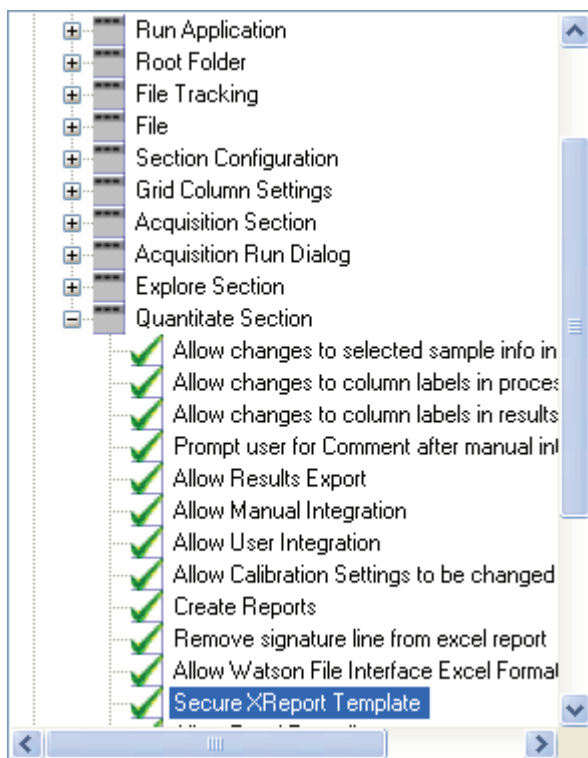 Run Application
Root Folder
File Tracking
File
Section Configuration
Grid Column Settings
Acquisition Section
Acquisition Run Dialog
Explore Section
Quantitate Section
Allow changes to selected sample info in
Allow changes to column labels in proces
Allow changes to column labels in results
Prompt user for Comment after manual int
Allow Results Export
Allow Manual Integration
Allow User Integration
Allow Calibration Settings to be changed
Create Reports
Remove signature line from excel report
Allow Watson File Interface Excel Format
Secure XReport Template